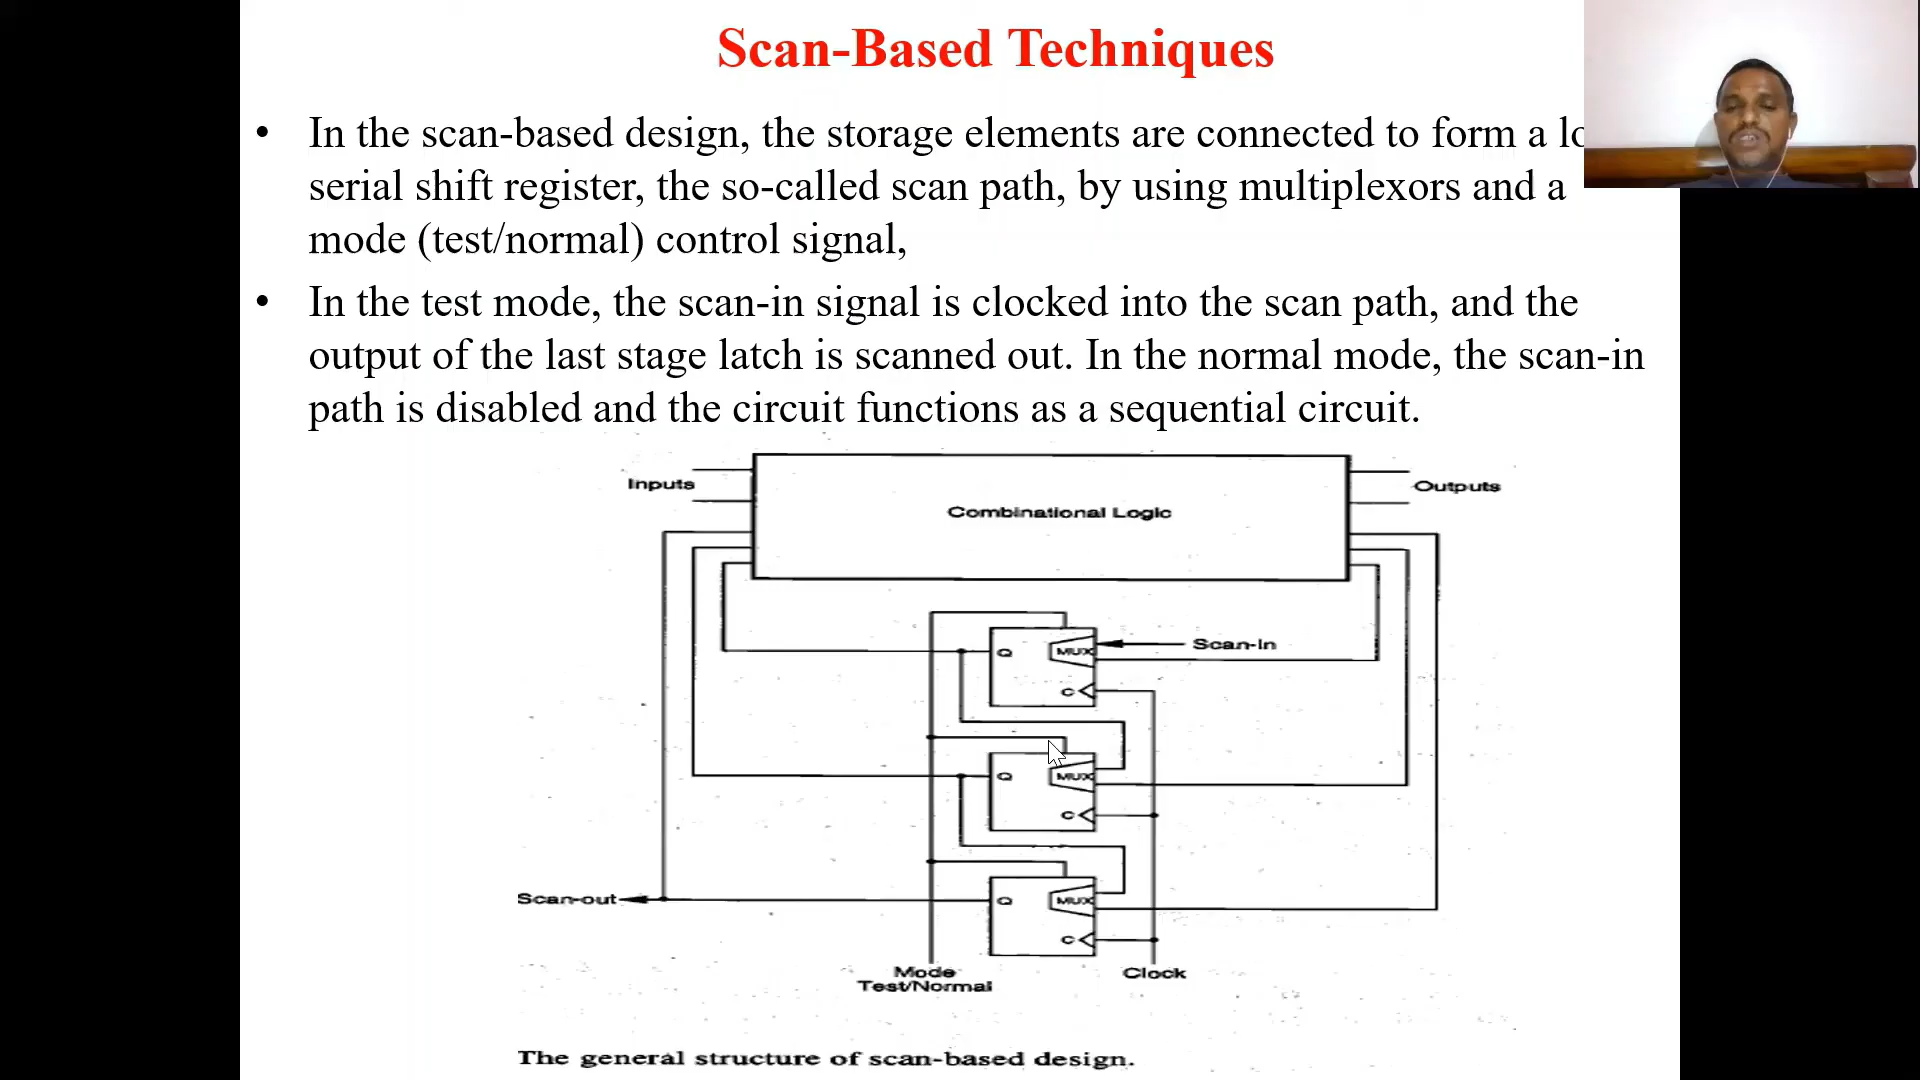 Scan-Based Techniques
• In the scan-based design, the storage elements are connected to form a
serial shift register, the so-called scan path, by using multiplexors and a
mode (test/normal) control signal,
• In the test mode, the scan-in signal is clocked into the scan path, and the
output of the last stage latch is scanned out. In the normal mode, the scan-in
path is disabled and the circuit functions as a sequential circuit.
Inputs
Outputs
Combinational Logic
Q
MUX
Scan-In
C
Q
MUX
C
Scan-out
Q
MUX
C
Mode
Test/Normal
Clock
The general structure of scan-based design.